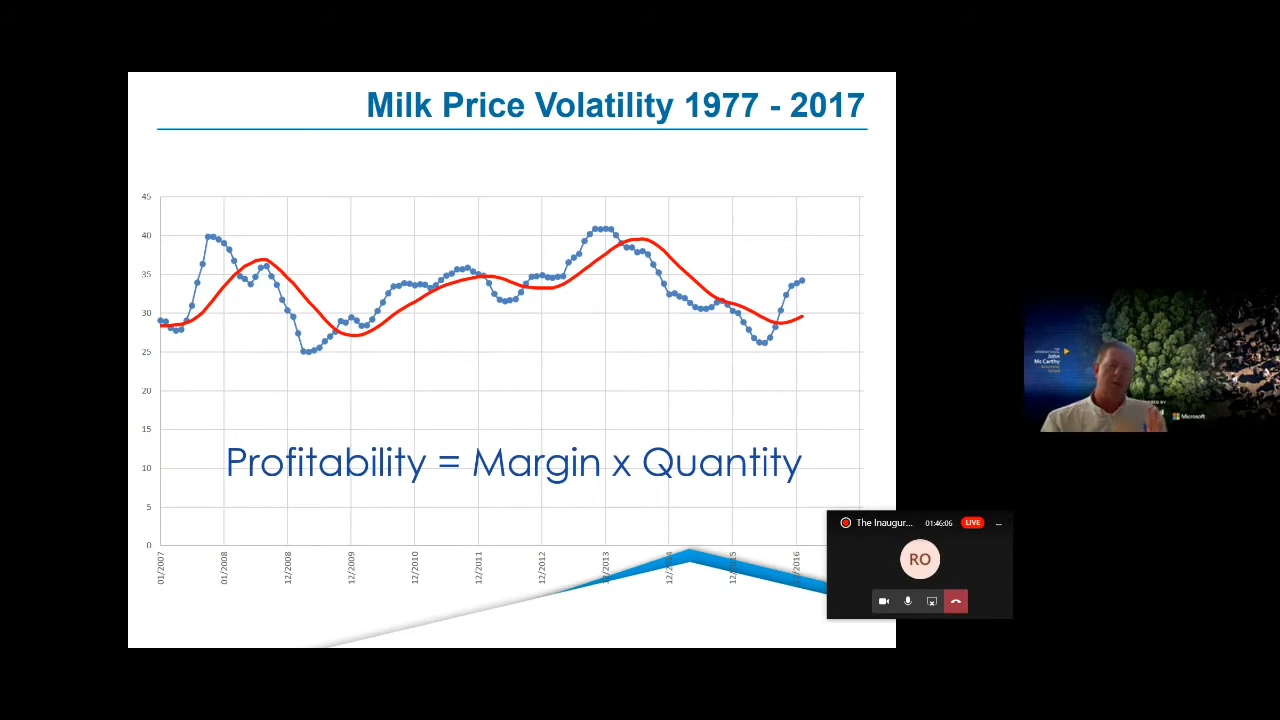 Milk Price Volatility 1977 - 2017
45
40
35
30
25
20
15
10
5
0
Profitability = Margin x Quantity
01/2007
01/2008
12/2008
12/2009
12/2010
12/2011
12/2012
12/2013
12/2014
12/2015
12/2016
The Inaugur...
01:46:06
LIVE
...
RO
John
Mc Carthy
Microsoft